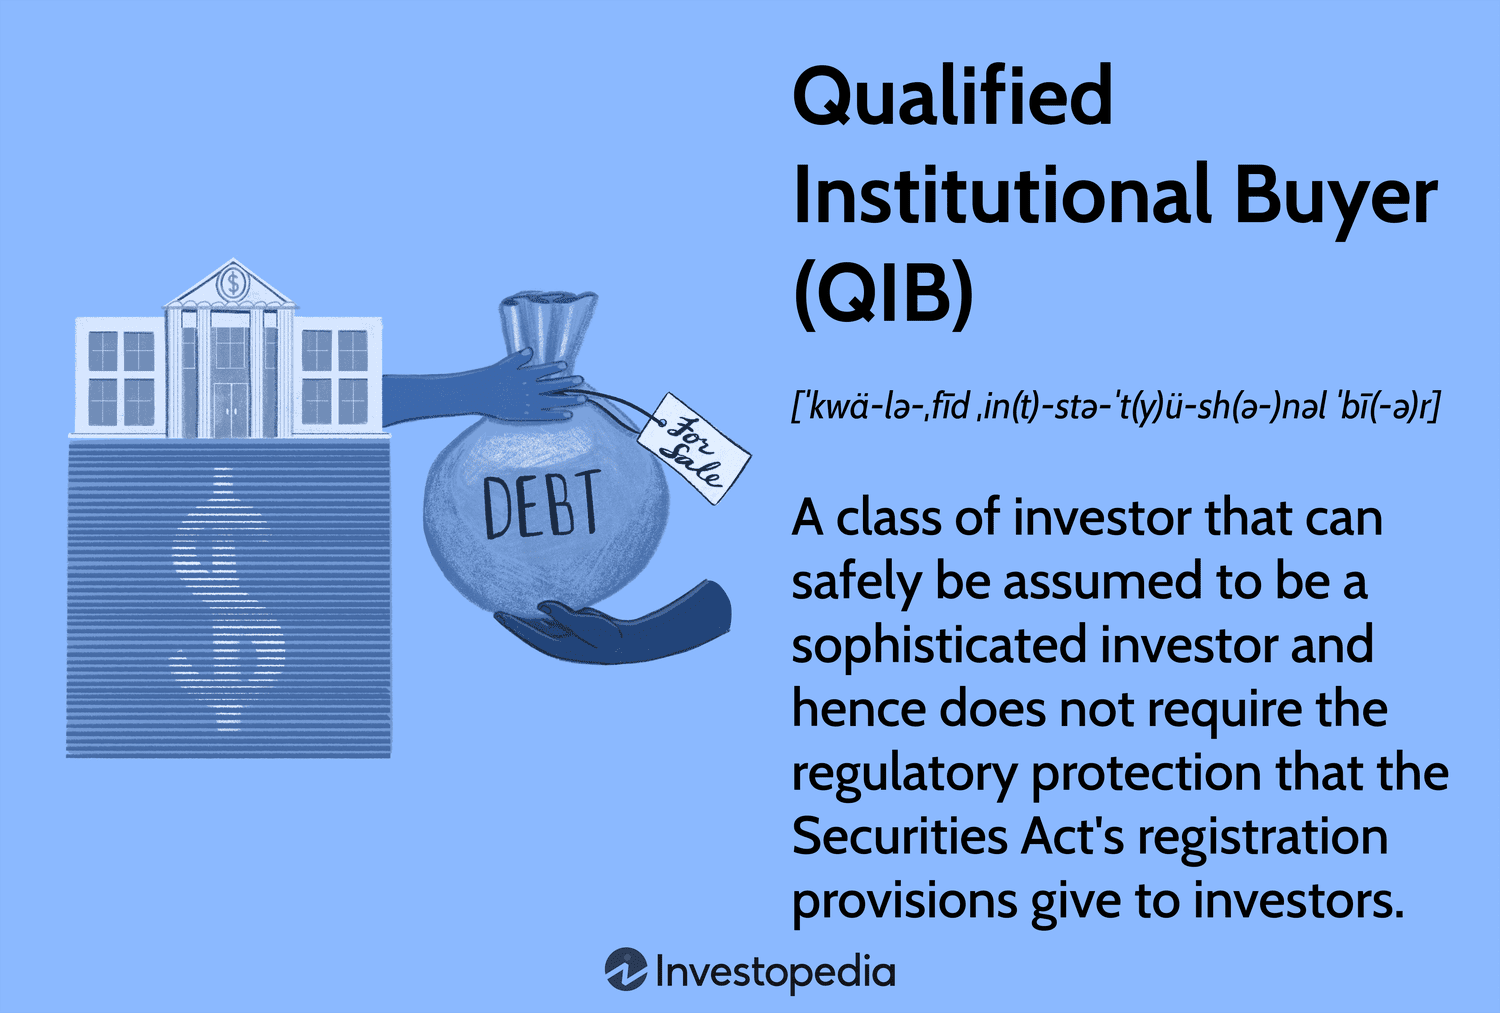 Qualified
Institutional Buyer
(QIB)
[ˈkwä-lə-ˌfīd ˌin(t)-stə-ˈt(y)ü-sh(ə-)nəl ˈbī(-ə)r]
A class of investor that can
safely be assumed to be a
sophisticated investor and
hence does not require the
regulatory protection that the
Securities Act's registration
provisions give to investors.
$
DEBT
For
Sale
$
Investopedia